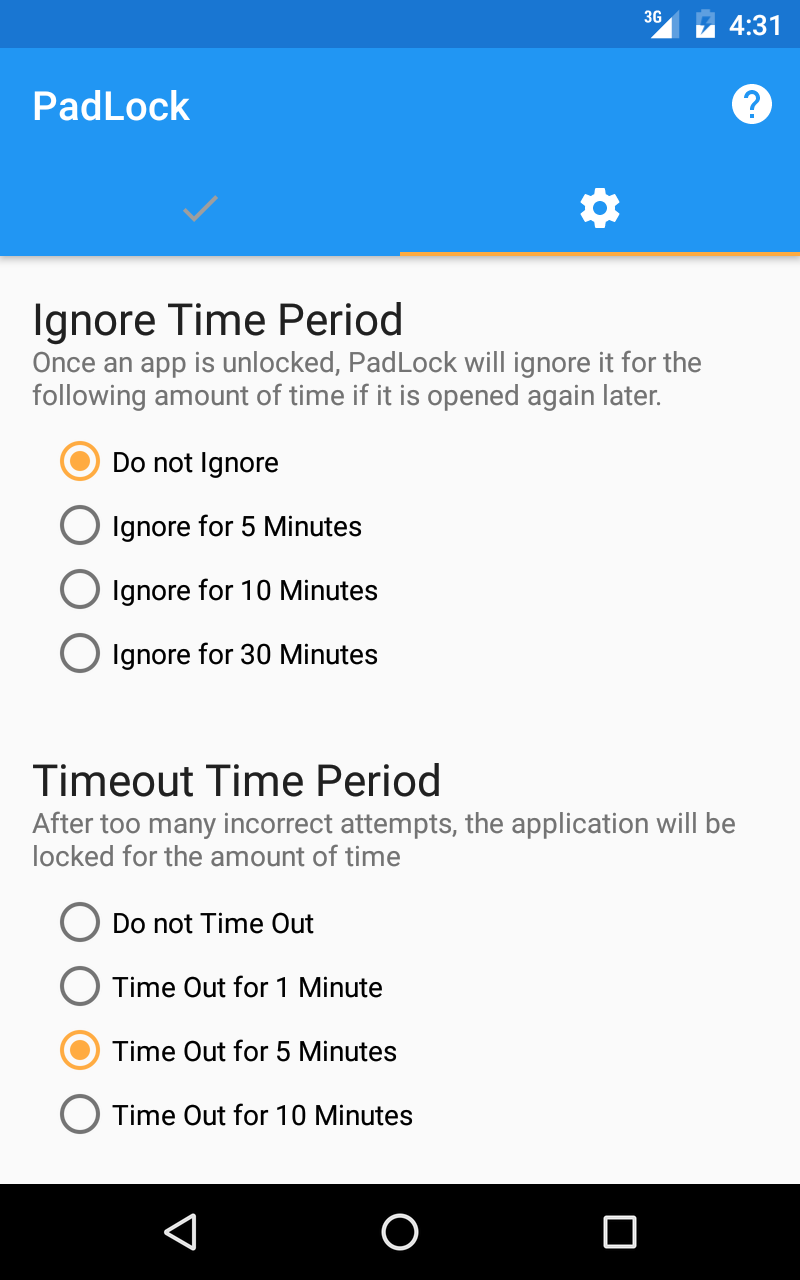 3G 4:31
PadLock
Ignore Time Period
Once an app is unlocked, PadLock will ignore it for the
following amount of time if it is opened again later.
Do not Ignore
Ignore for 5 Minutes
Ignore for 10 Minutes
Ignore for 30 Minutes
Timeout Time Period
After too many incorrect attempts, the application will be
locked for the amount of time
Do not Time Out
Time Out for 1 Minute
Time Out for 5 Minutes
Time Out for 10 Minutes